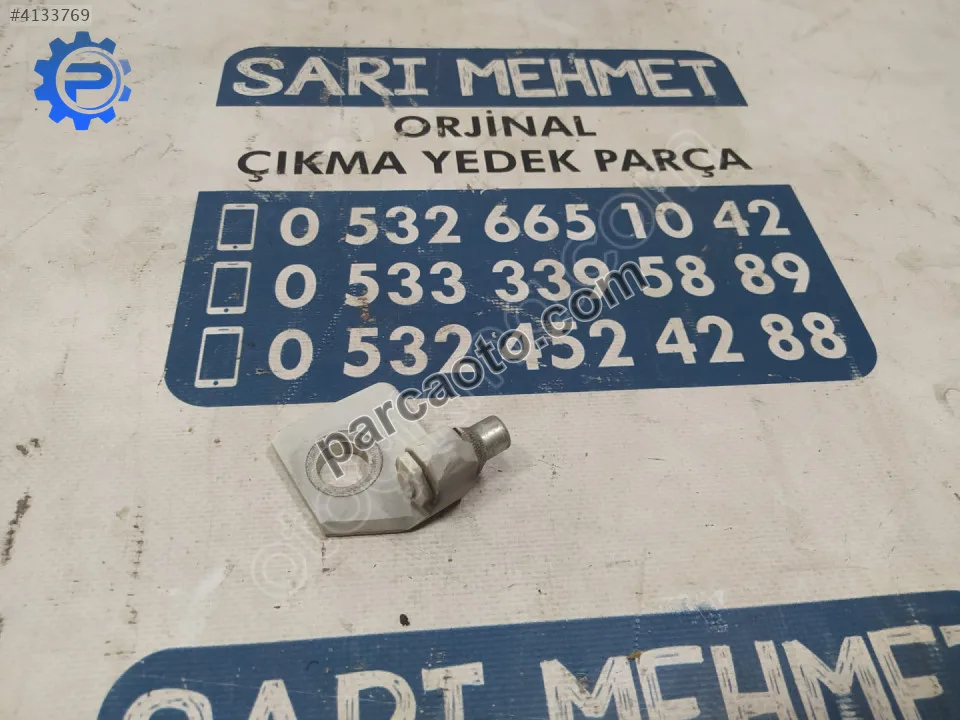 #4133769
SARI MEHMET
ORJİNAL
ÇIKMA YEDEK PARÇA
0 532 665 10 42
0 533 339 58 89
0 532 452 42 88
parcaoto.com
SARI MEHMET